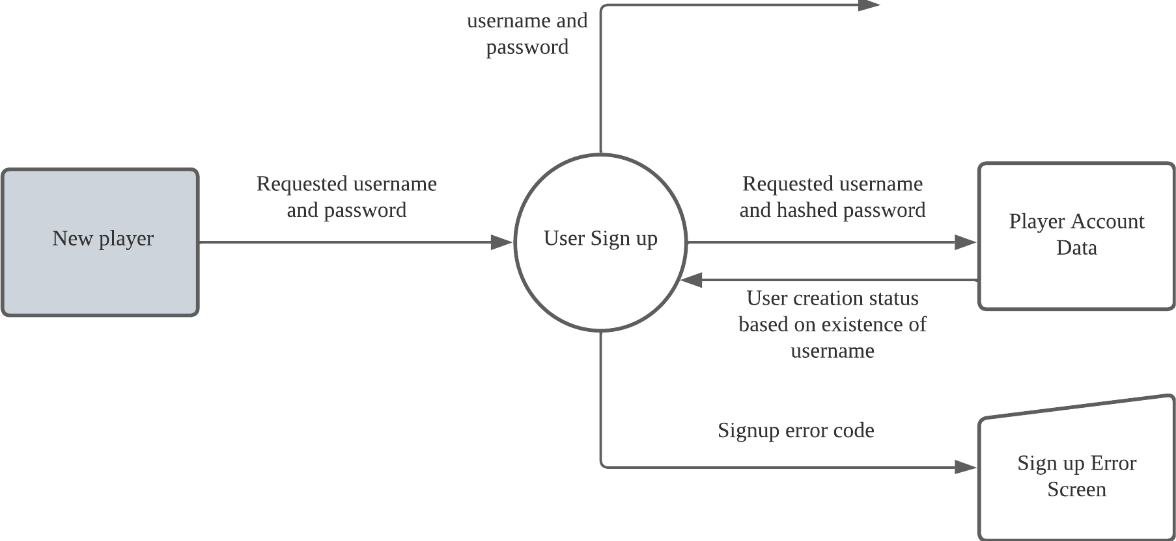 username and
password
Requested username
and password
Requested username
and hashed password
New player
User Sign up
Player Account
Data
User creation status
based on existence of
username
Signup error code
Sign up Error
Screen